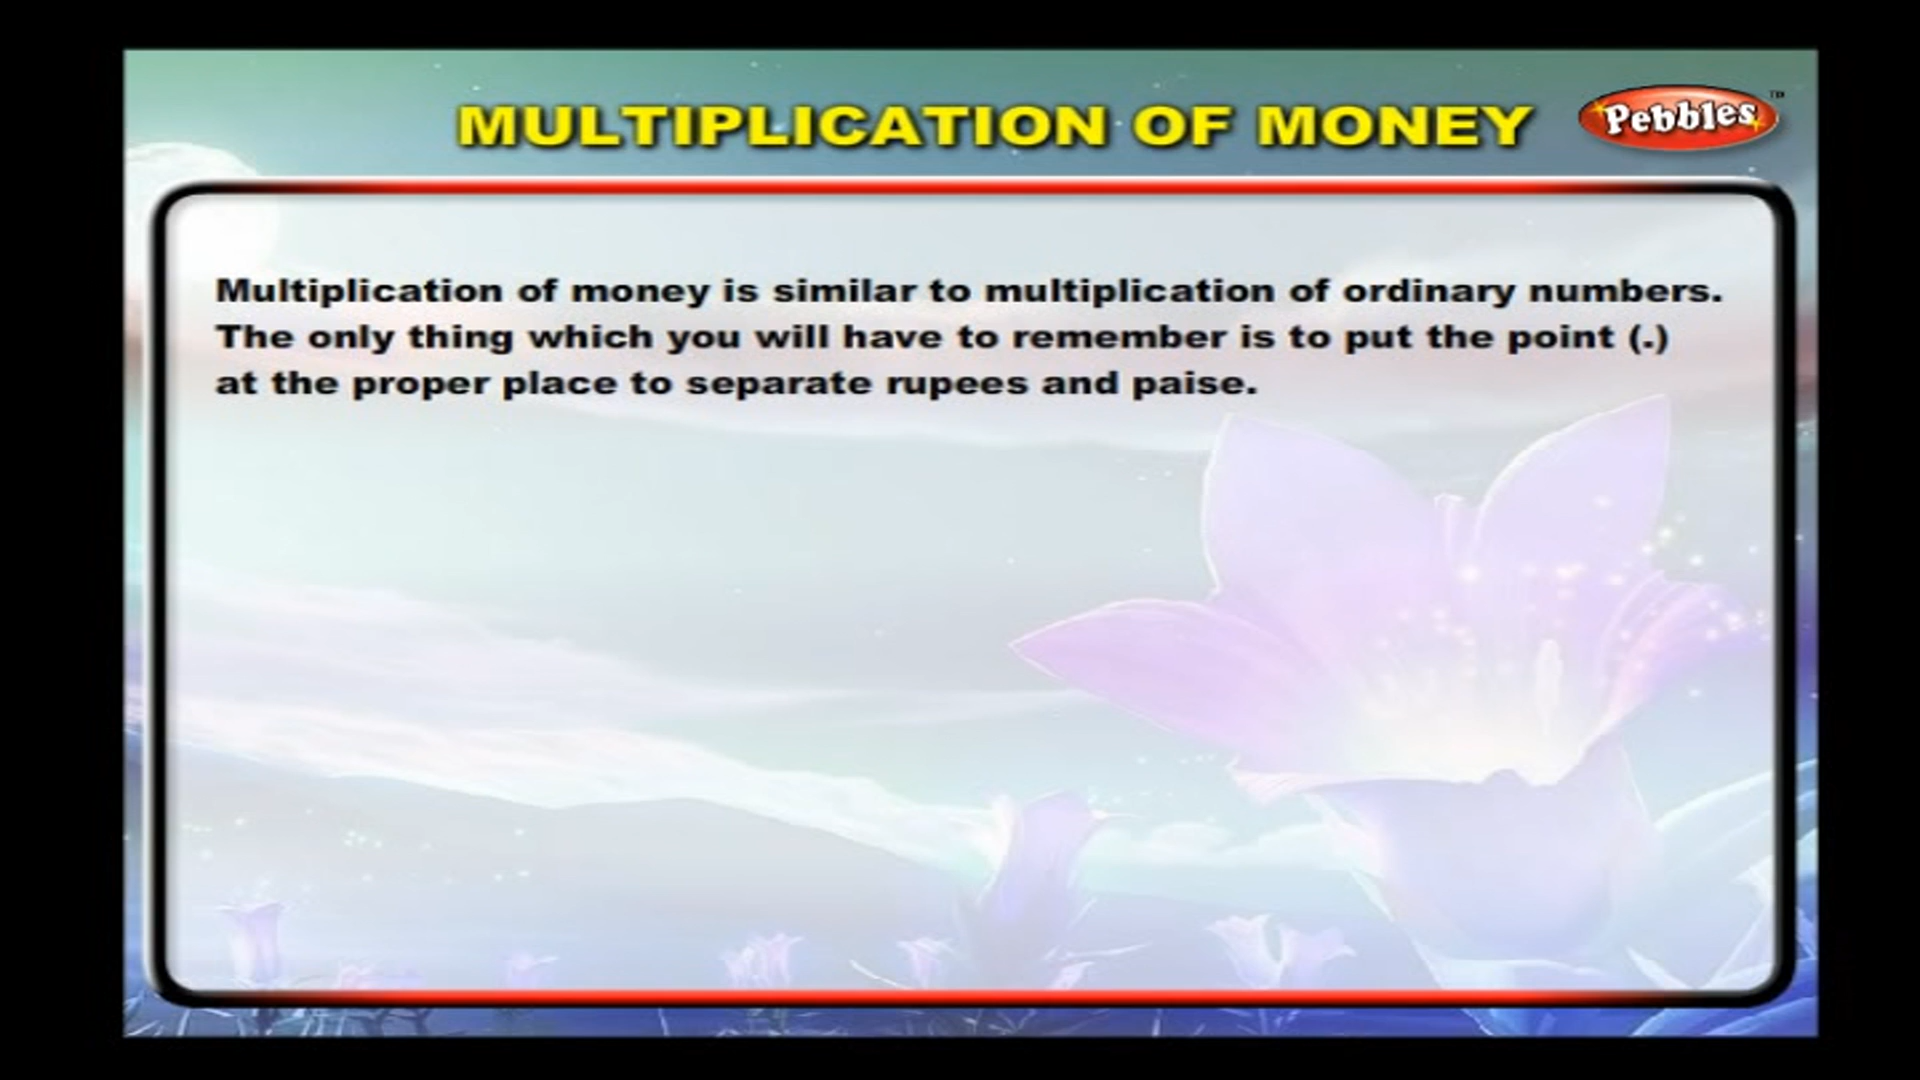 MULTIPLICATION OF MONEY
Pebbles™
Multiplication of money is similar to multiplication of ordinary numbers.
The only thing which you will have to remember is to put the point (.)
at the proper place to separate rupees and paise.